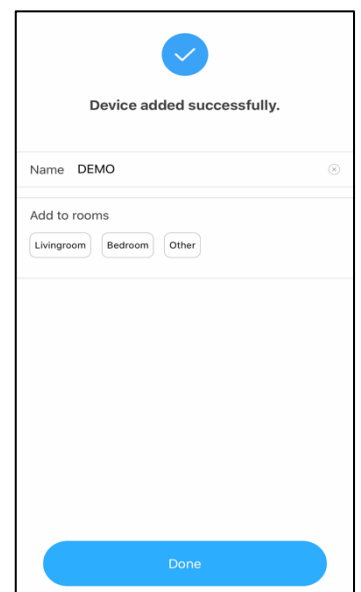 Device added successfully.
Name DEMO
Add to rooms
Livingroom Bedroom Other
Done